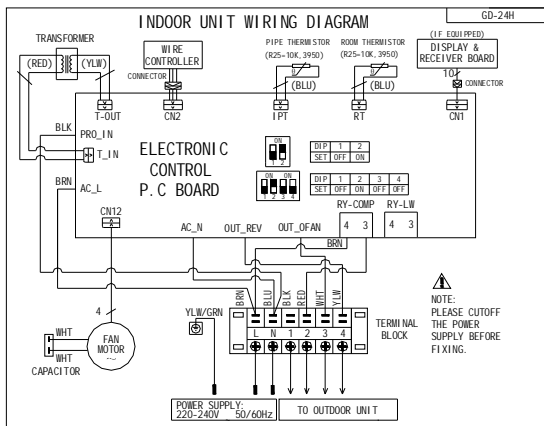 INDOOR UNIT WIRING DIAGRAM
GD-24H
TRANSFORMER
(RED)
(YLW)
WIRE
CONTROLLER
CONNECTOR
PIPE THERMISTOR
(R25=10K,3950)
(BLU)
ROOM THERMISTOR
(R25=10K,3950)
(BLU)
(IF EQUIPPED)
DISPLAY &
RECEIVER BOARD
10
CONNECTOR
T-OUT
CN2
IPT
RT
CN1
BLK
PRO_IN
T_IN
BRN
AC_L
CN12
ELECTRONIC
CONTROL
P.C BOARD
ON
1 2
DIP 1 2
SET OFF ON
ON ON
1 2 3 4
DIP 1 2 3 4
SET OFF ON OFF OFF
RY-COMP
4 3
RY-LW
4 3
AC_N
OUT_REV
OUT_OFAN
BRN
BRN
BLU
BLK
RED
WHT
YLW
YLW/GRN
L N 1 2 3 4
TERMINAL
BLOCK
NOTE:
PLEASE CUTOFF
THE POWER
SUPPLY BEFORE
FIXING.
4
WHT
WHT
CAPACITOR
FAN
MOTOR
POWER SUPPLY:
220-240V 50/60Hz
TO OUTDOOR UNIT